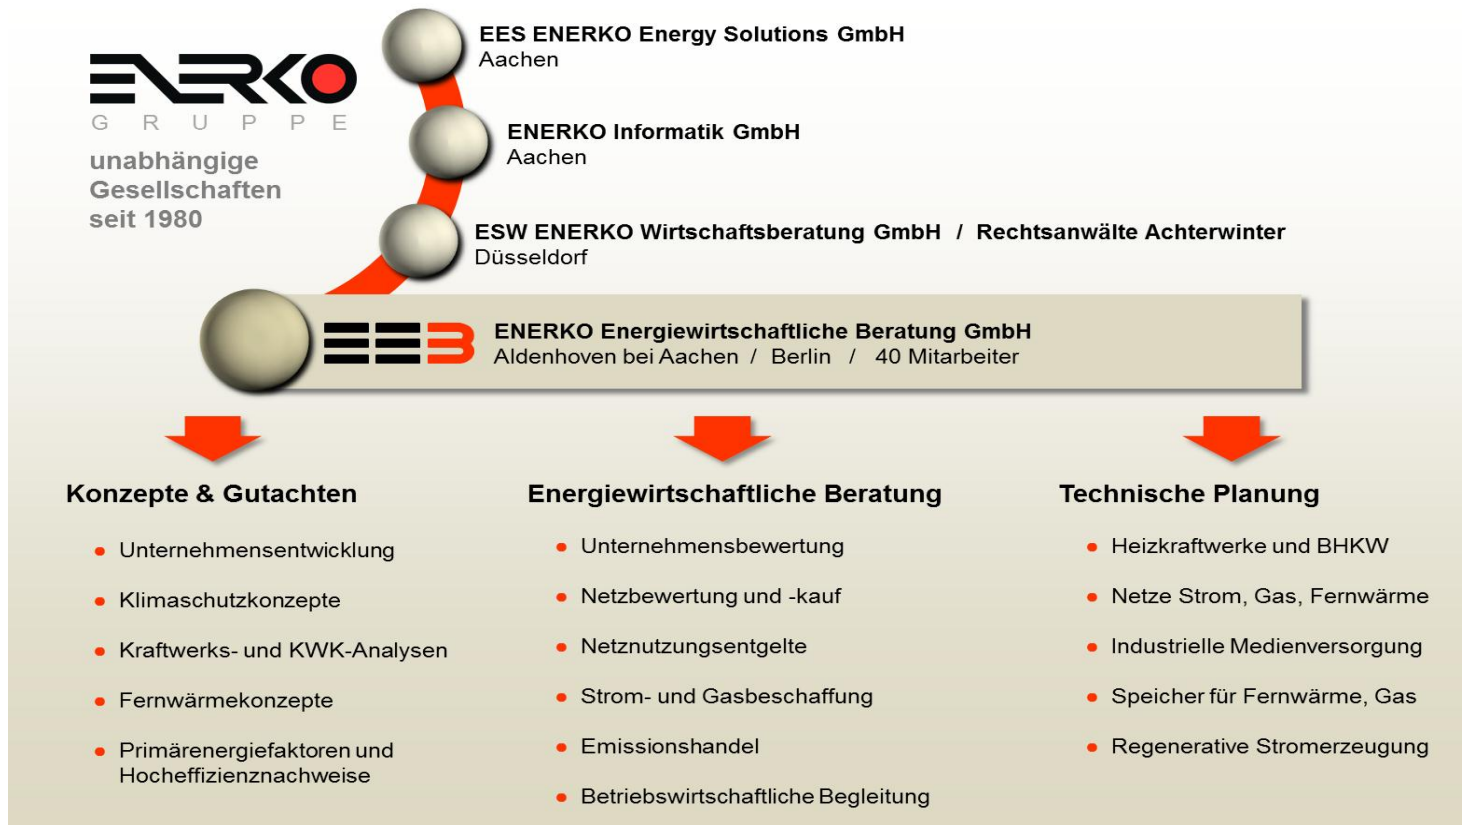 ENERKO
GRUPPE
unabhängige
Gesellschaften
seit 1980
EES ENERKO Energy Solutions GmbH
Aachen
ENERKO Informatik GmbH
Aachen
ESW ENERKO Wirtschaftsberatung GmbH / Rechtsanwälte Achterwinter
Düsseldorf
EEB
ENERKO Energiewirtschaftliche Beratung GmbH
Aldenhoven bei Aachen / Berlin / 40 Mitarbeiter
Konzepte & Gutachten
Unternehmensentwicklung
Klimaschutzkonzepte
Kraftwerks- und KWK-Analysen
Fernwärmekonzepte
Primärenergiefaktoren und
Hocheffizienznachweise
Energiewirtschaftliche Beratung
Unternehmensbewertung
Netzbewertung und -kauf
Netznutzungsentgelte
Strom- und Gasbeschaffung
Emissionshandel
Betriebswirtschaftliche Begleitung
Technische Planung
Heizkraftwerke und BHKW
Netze Strom, Gas, Fernwärme
Industrielle Medienversorgung
Speicher für Fernwärme, Gas
Regenerative Stromerzeugung